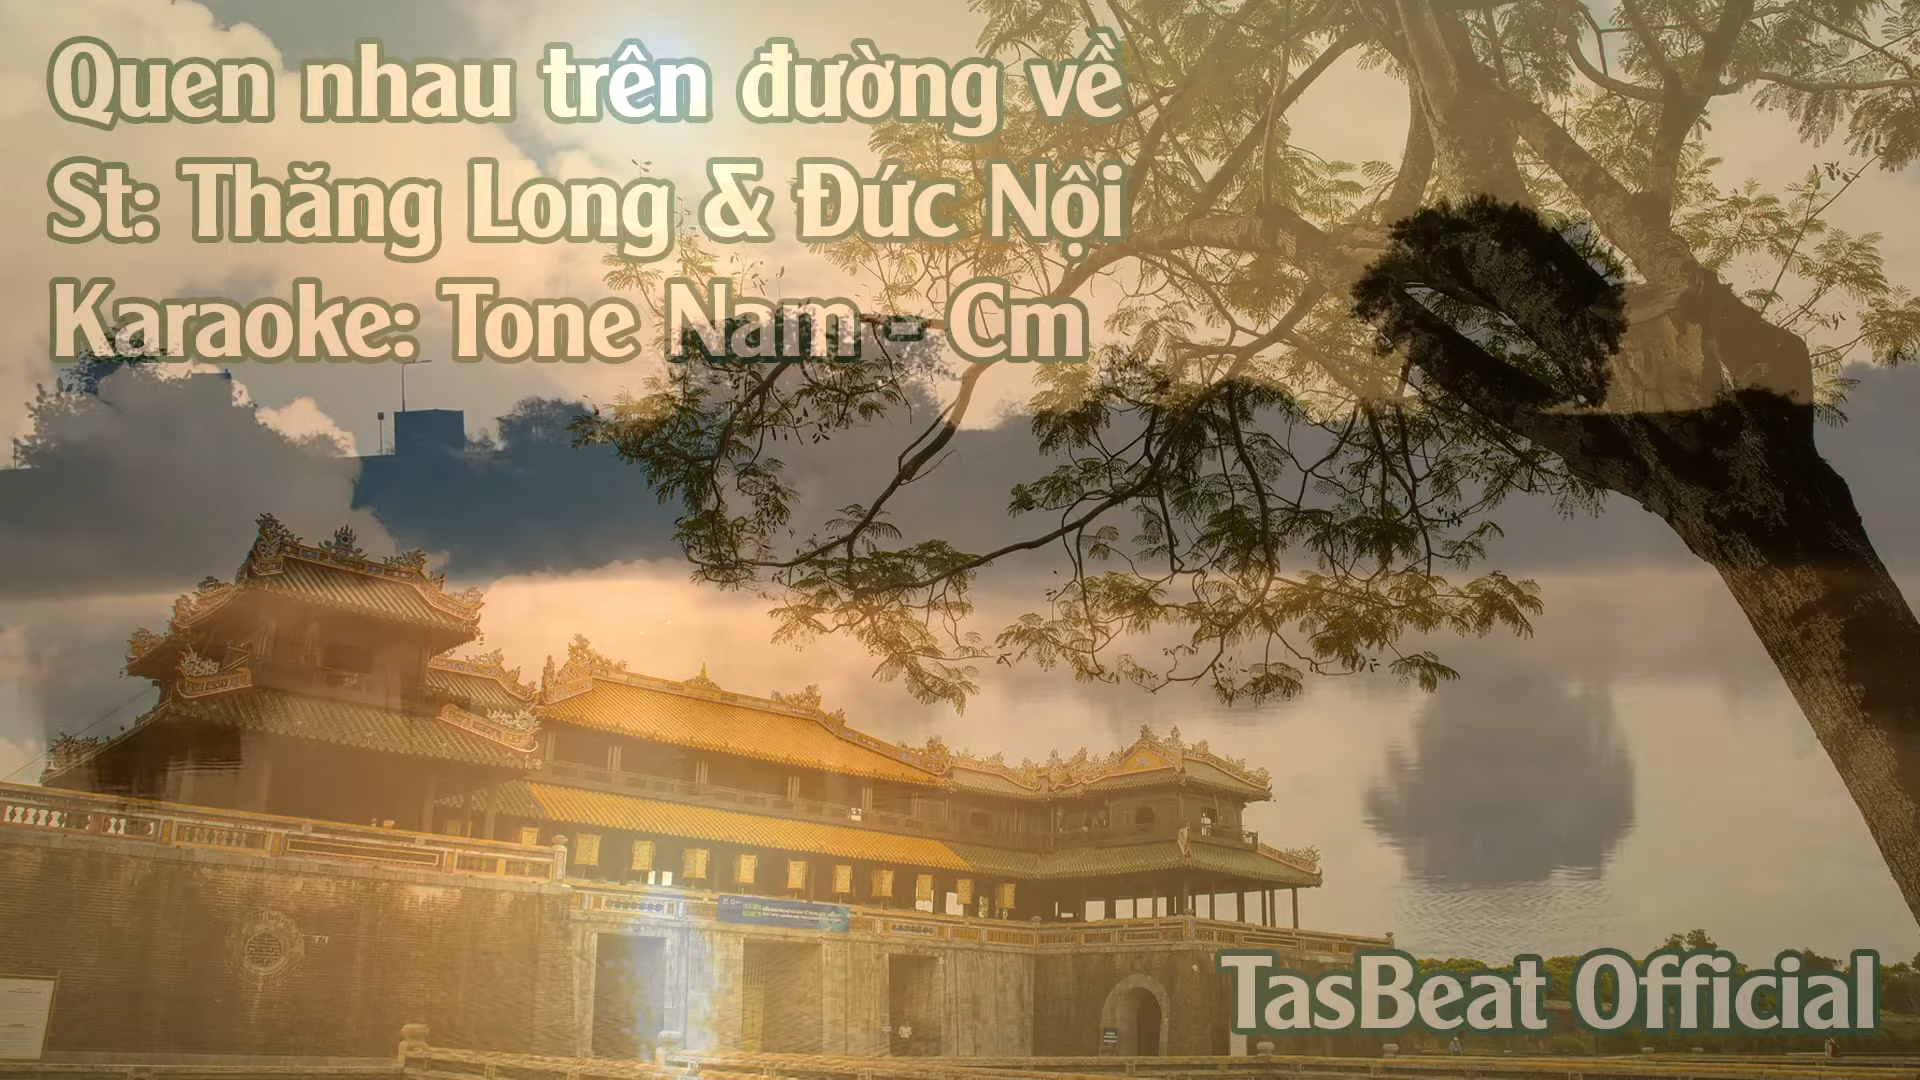 Quen nhau trên đường về
St: Thăng Long & Đức Nội
Karaoke: Tone Nam - Cm
TasBeat Official